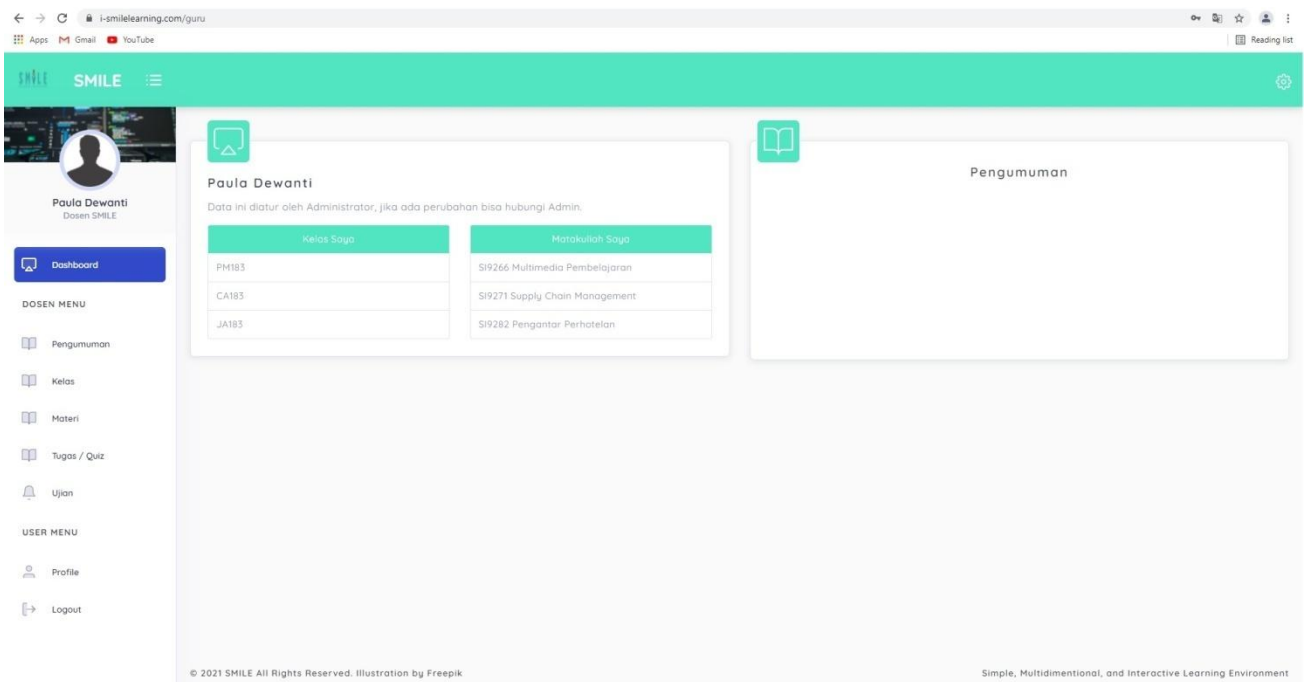 i-smilelearning.com/guru
Apps Gmail YouTube
Reading list
SMILE SMILE
Paula Dewanti
Dosen SMILE
Dashboard
DOSEN MENU
Pengumuman
Kelas
Materi
Tugas / Quiz
Ujian
USER MENU
Profile
Logout
Paula Dewanti
Data ini diatur oleh Administrator, jika ada perubahan bisa hubungi Admin.
Kelas Saya Matakuliah Saya
PM183 SI9266 Multimedia Pembelajaran
CA183 SI9271 Supply Chain Management
JA183 SI9282 Pengantar Perhotelan
Pengumuman
© 2021 SMILE All Rights Reserved. Illustration by Freepik
Simple, Multidimentional, and Interactive Learning Environment